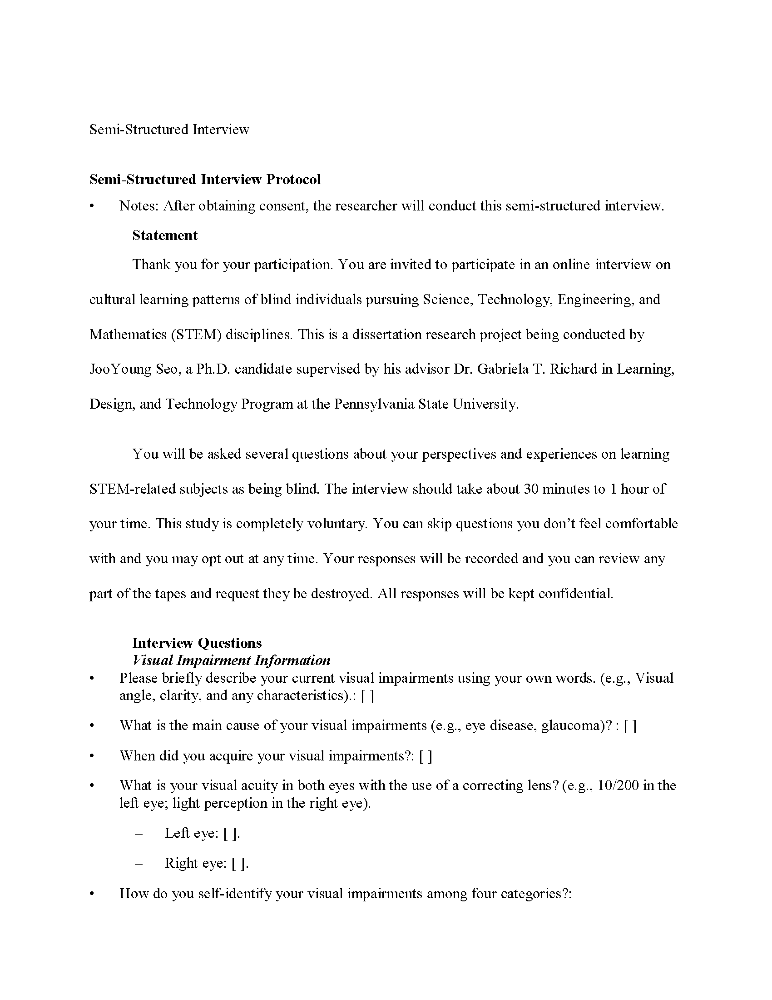 Semi-Structured Interview
Semi-Structured Interview Protocol
• Notes: After obtaining consent, the researcher will conduct this semi-structured interview.
Statement
Thank you for your participation. You are invited to participate in an online interview on
cultural learning patterns of blind individuals pursuing Science, Technology, Engineering, and
Mathematics (STEM) disciplines. This is a dissertation research project being conducted by
JooYoung Seo, a Ph.D. candidate supervised by his advisor Dr. Gabriela T. Richard in Learning,
Design, and Technology Program at the Pennsylvania State University.
You will be asked several questions about your perspectives and experiences on learning
STEM-related subjects as being blind. The interview should take about 30 minutes to 1 hour of
your time. This study is completely voluntary. You can skip questions you don’t feel comfortable
with and you may opt out at any time. Your responses will be recorded and you can review any
part of the tapes and request they be destroyed. All responses will be kept confidential.
Interview Questions
Visual Impairment Information
• Please briefly describe your current visual impairments using your own words. (e.g., Visual
angle, clarity, and any characteristics).: [ ]
• What is the main cause of your visual impairments (e.g., eye disease, glaucoma)? : [ ]
• When did you acquire your visual impairments?: [ ]
• What is your visual acuity in both eyes with the use of a correcting lens? (e.g., 10/200 in the
left eye; light perception in the right eye).
– Left eye: [ ].
– Right eye: [ ].
• How do you self-identify your visual impairments among four categories?: